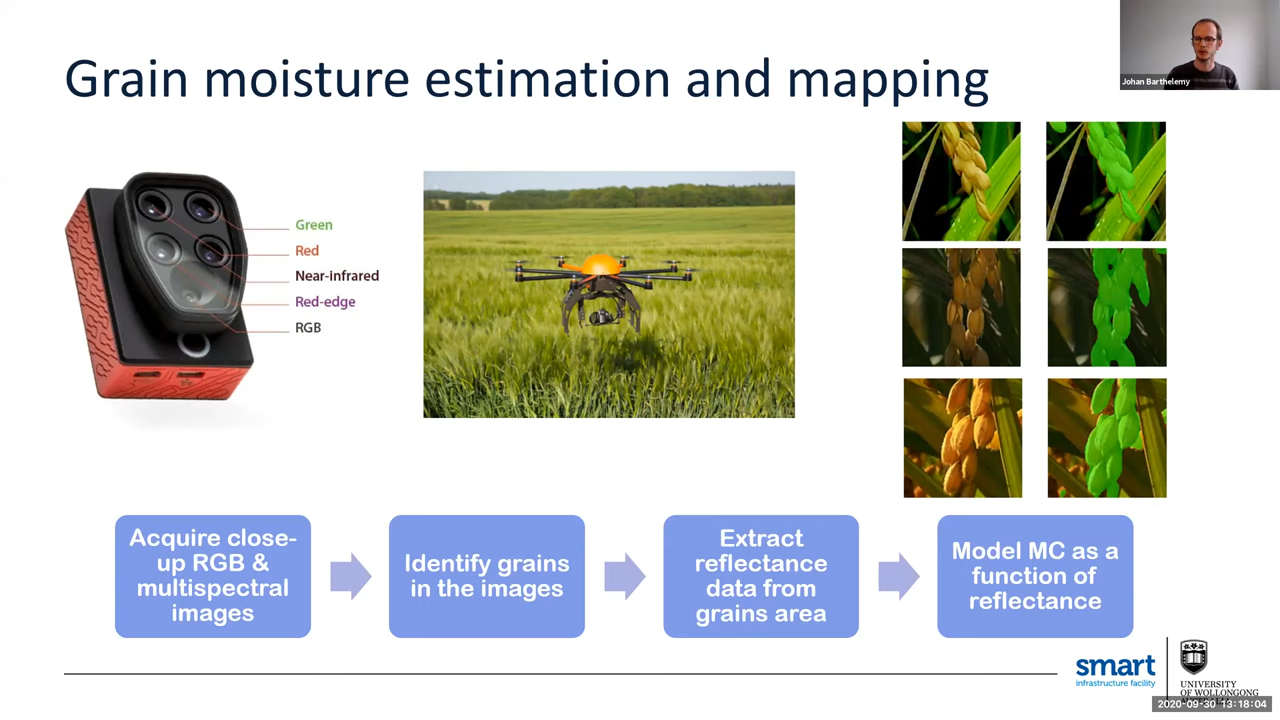 Grain moisture estimation and mapping
Johan Barthelemy
Green
Red
Near-infrared
Red-edge
RGB
Acquire close-
up RGB &
multispectral
images
Identify grains
in the images
Extract
reflectance
data from
grains area
Model MC as a
function of
reflectance
smart
infrastructure facility
UNIVERSITY
OF WOLLONGONG
AUSTRALIA
2020-09-30 13:18:04